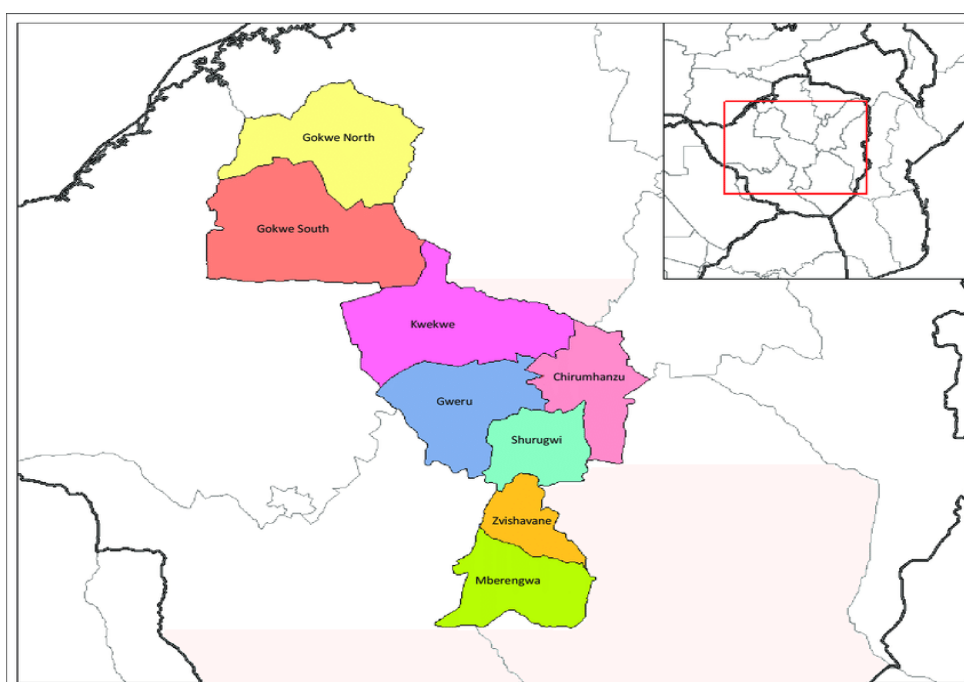 Gokwe North
Gokwe South
Kwekwe
Chirumhanzu
Gweru
Shurugwi
Zvishavane
Mberengwa